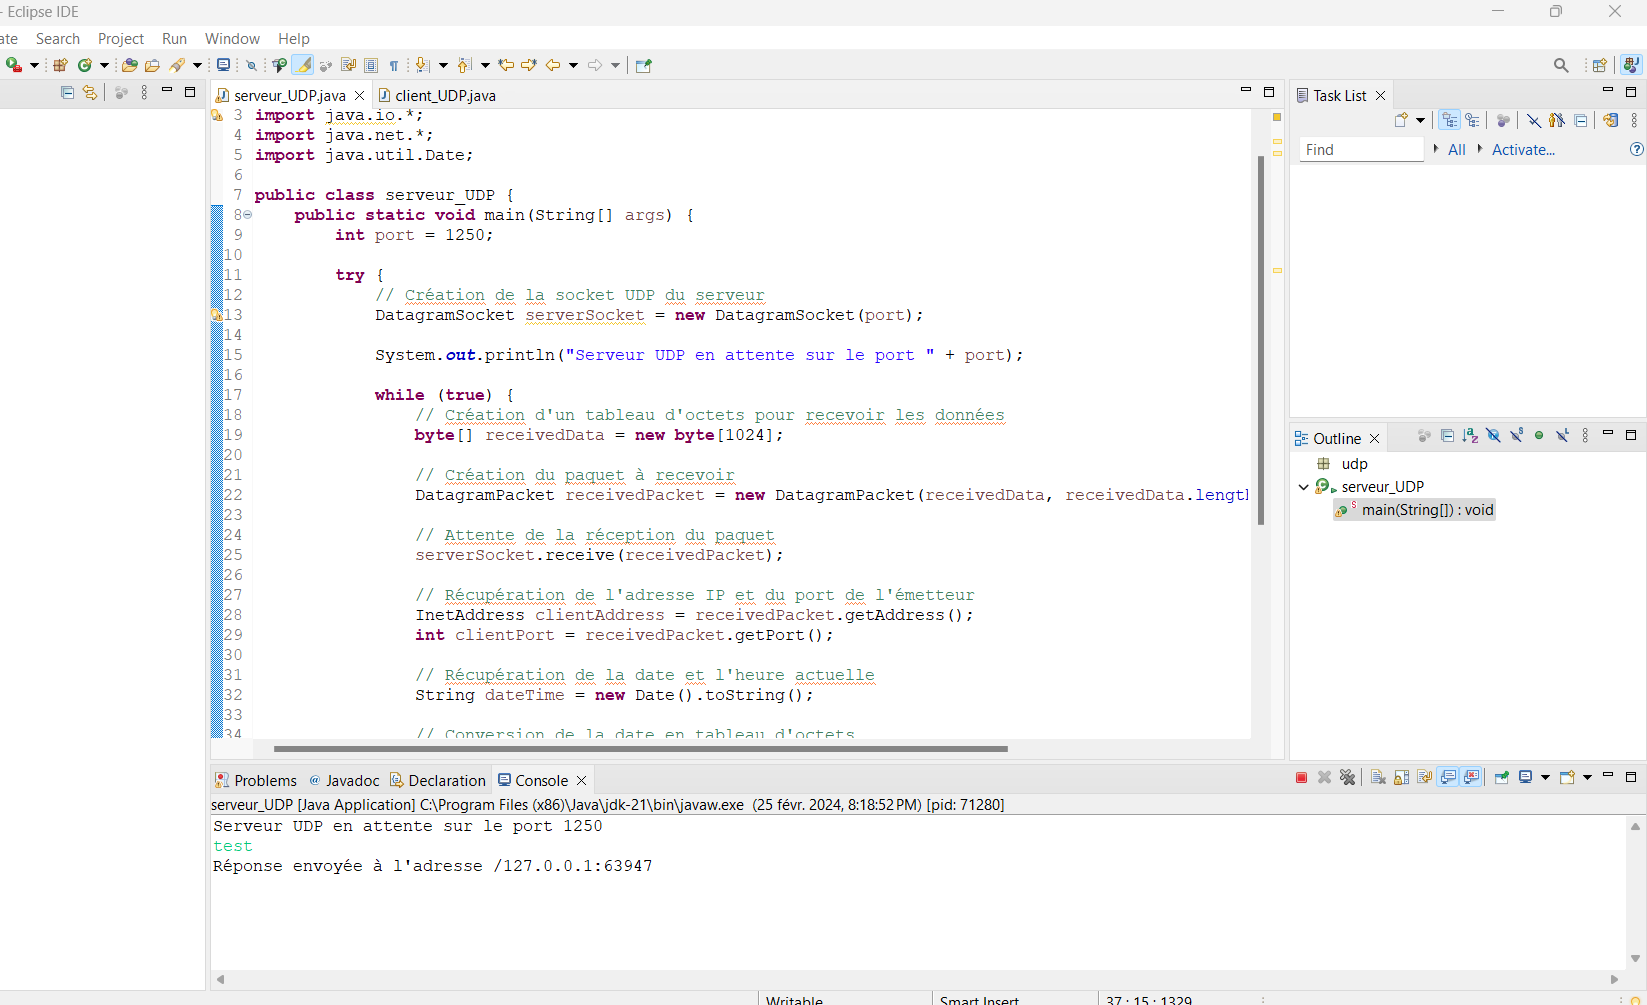 - Eclipse IDE
ate Search Project Run Window Help
serveur_UDP.java
client_UDP.java
3 import java.io.*;
4 import java.net.*;
5 import java.util.Date;
6
7 public class serveur_UDP {
8 public static void main(String[] args) {
9 int port = 1250;
10
11 try {
12 // Création de la socket UDP du serveur
13 DatagramSocket serverSocket = new DatagramSocket(port);
14
15 System.out.println("Serveur UDP en attente sur le port " + port);
16
17 while (true) {
18 // Création d'un tableau d'octets pour recevoir les données
19 byte[] receivedData = new byte[1024];
20
21 // Création du paquet à recevoir
22 DatagramPacket receivedPacket = new DatagramPacket(receivedData, receivedData.lengt
23
24 // Attente de la réception du paquet
25 serverSocket.receive(receivedPacket);
26
27 // Récupération de l'adresse IP et du port de l'émetteur
28 InetAddress clientAddress = receivedPacket.getAddress();
29 int clientPort = receivedPacket.getPort();
30
31 // Récupération de la date et l'heure actuelle
32 String dateTime = new Date().toString();
33
34 // Conversion de la date en tableau d'octets
Task List
Find All Activate...
Outline
udp
serveur_UDP
main(String[]) : void
Problems Javadoc Declaration Console
serveur_UDP [Java Application] C:\Program Files (x86)\Java\jdk-21\bin\javaw.exe (25 févr. 2024, 8:18:52 PM) [pid: 71280]
Serveur UDP en attente sur le port 1250
test
Réponse envoyée à l'adresse /127.0.0.1:63947
Writable Smart Insert 37 : 15 : 1329